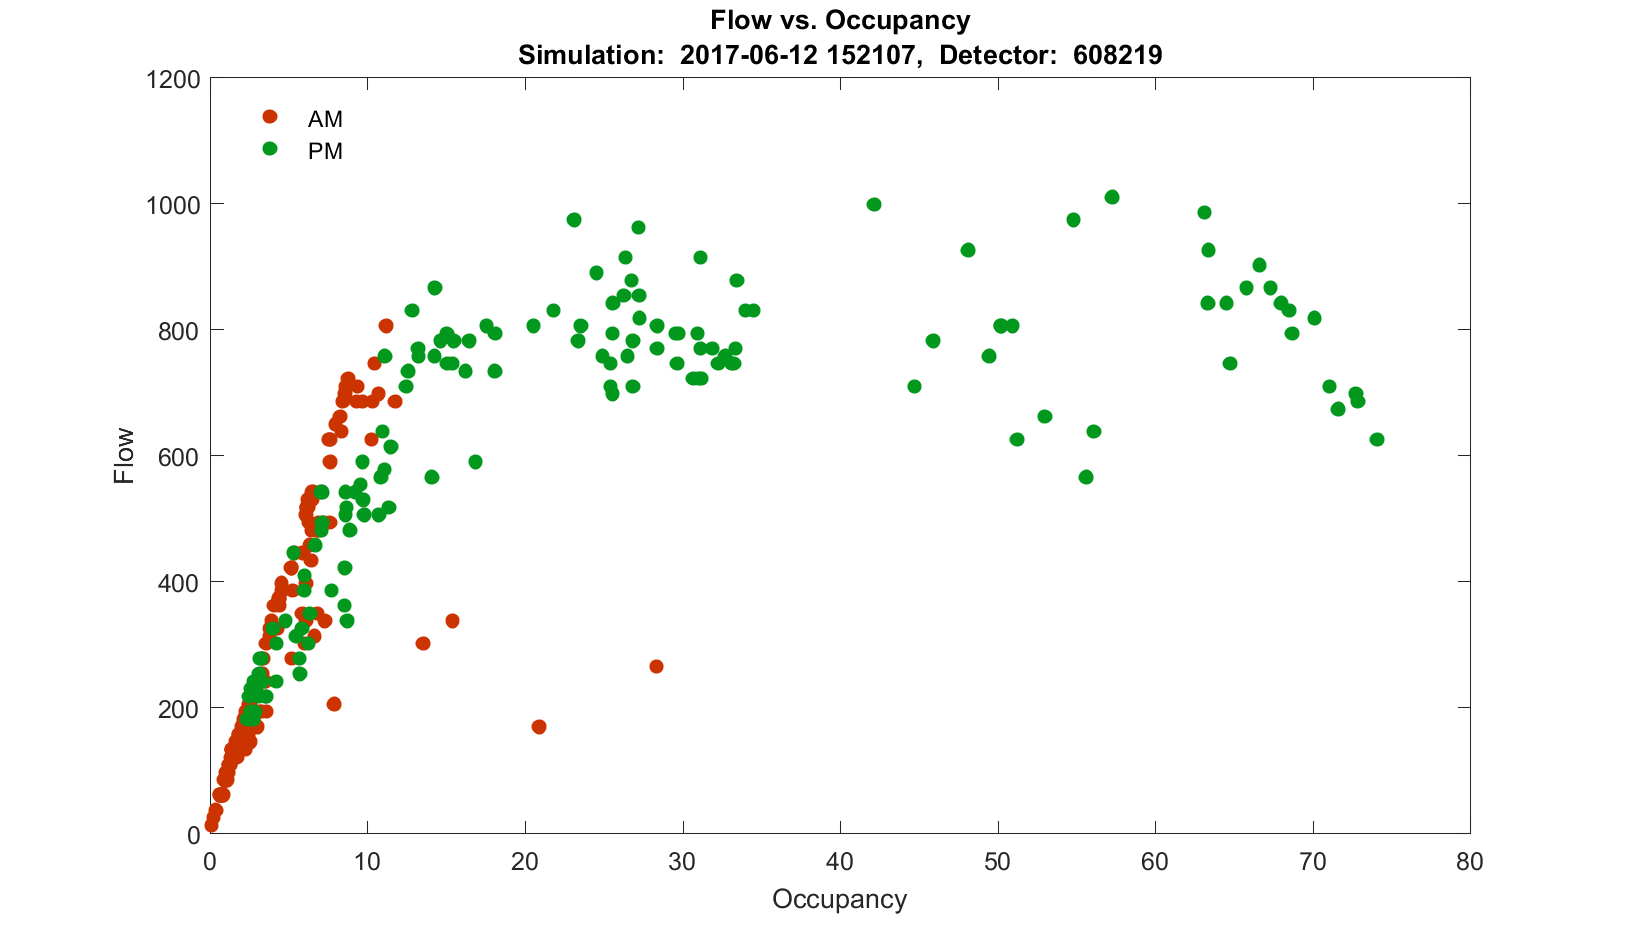 Flow vs. Occupancy
Simulation:  2017-06-12 152107,  Detector:  608219
1200
1000
800
600
400
200
0
Flow
AM
PM
0 10 20 30 40 50 60 70 80
Occupancy